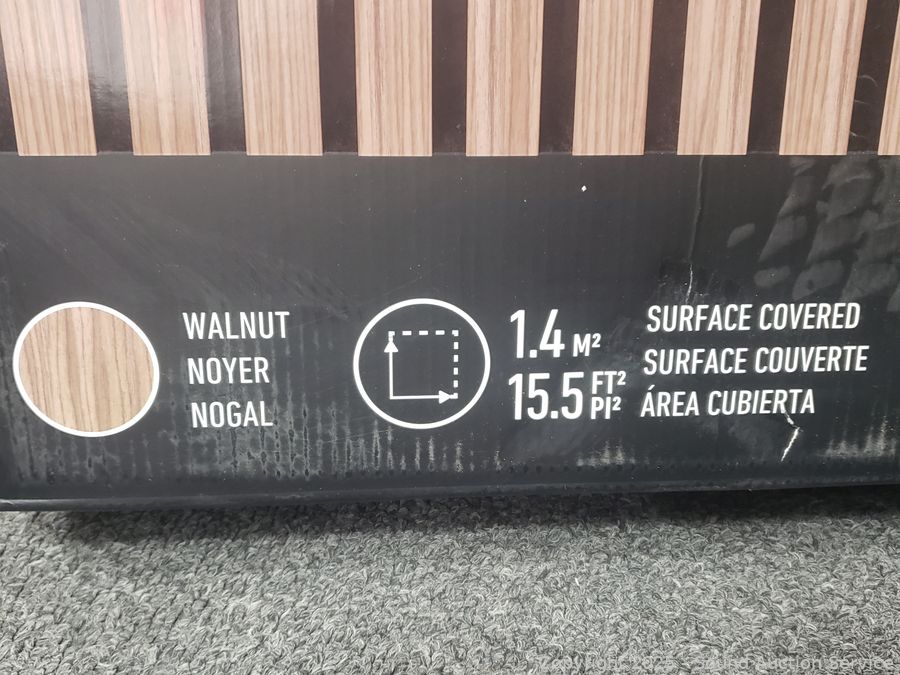 WALNUT
NOYER
NOGAL
1.4 M²
15.5 FT² PI²
SURFACE COVERED
SURFACE COUVERTE
ÁREA CUBIERTA
Copyright 2025 - Sound Auction Service